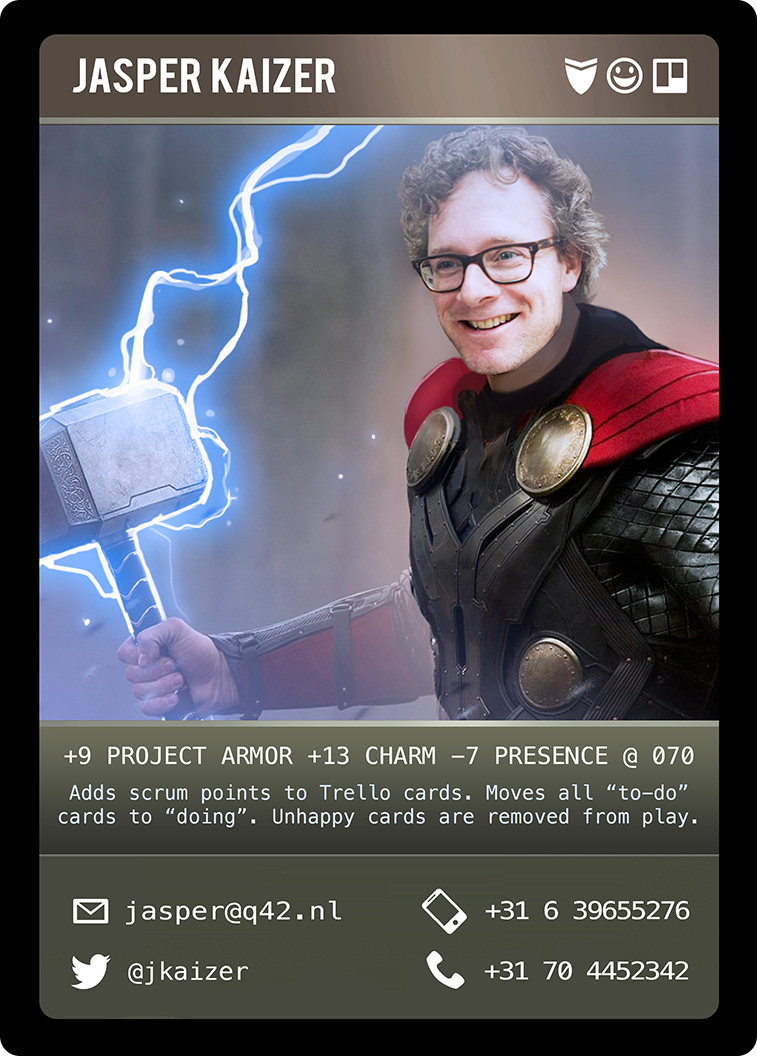 JASPER KAIZER
+9 PROJECT ARMOR +13 CHARM −7 PRESENCE @ 070
Adds scrum points to Trello cards. Moves all “to−do”
cards to “doing”. Unhappy cards are removed from play.
jasper@q42.nl
+31 6 39655276
@jkaizer
+31 70 4452342